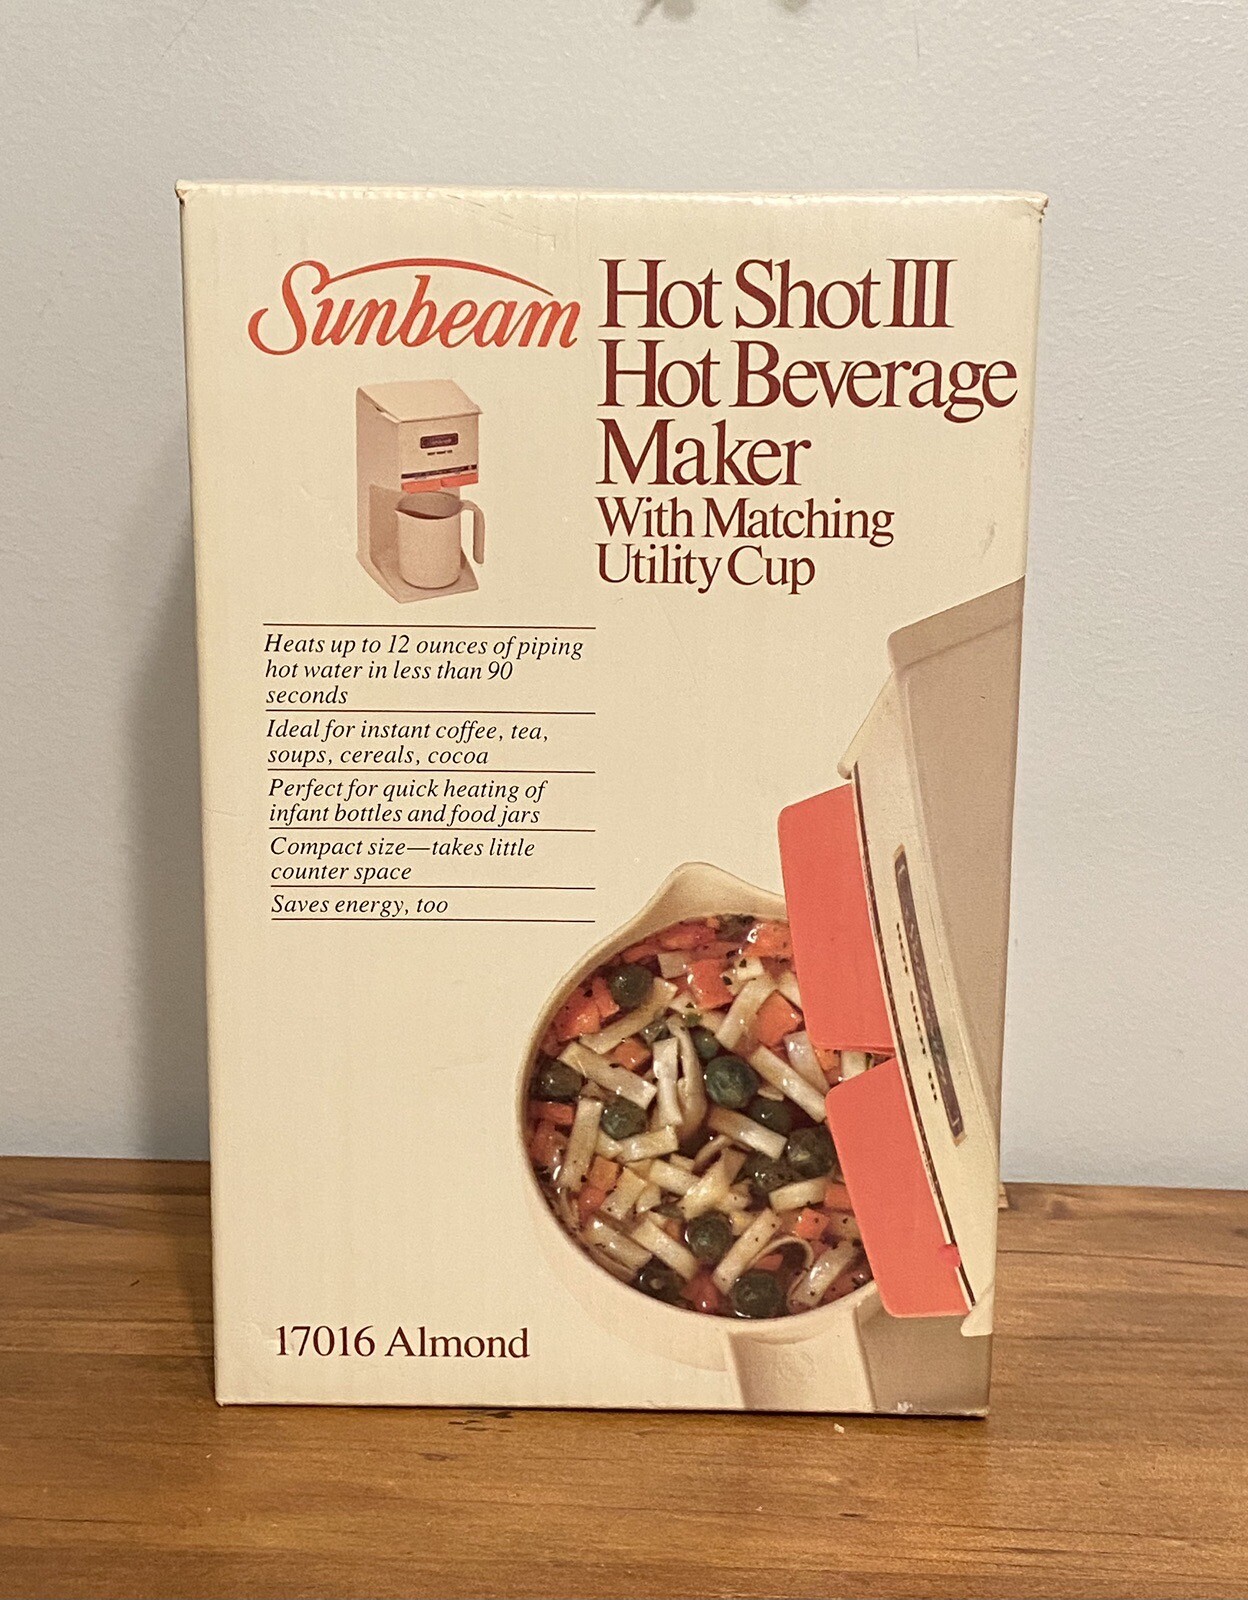 Sunbeam
Hot Shot III
Hot Beverage
Maker
With Matching
Utility Cup
Heats up to 12 ounces of piping
hot water in less than 90
seconds
Ideal for instant coffee, tea,
soups, cereals, cocoa
Perfect for quick heating of
infant bottles and food jars
Compact size—takes little
counter space
Saves energy, too
17016 Almond